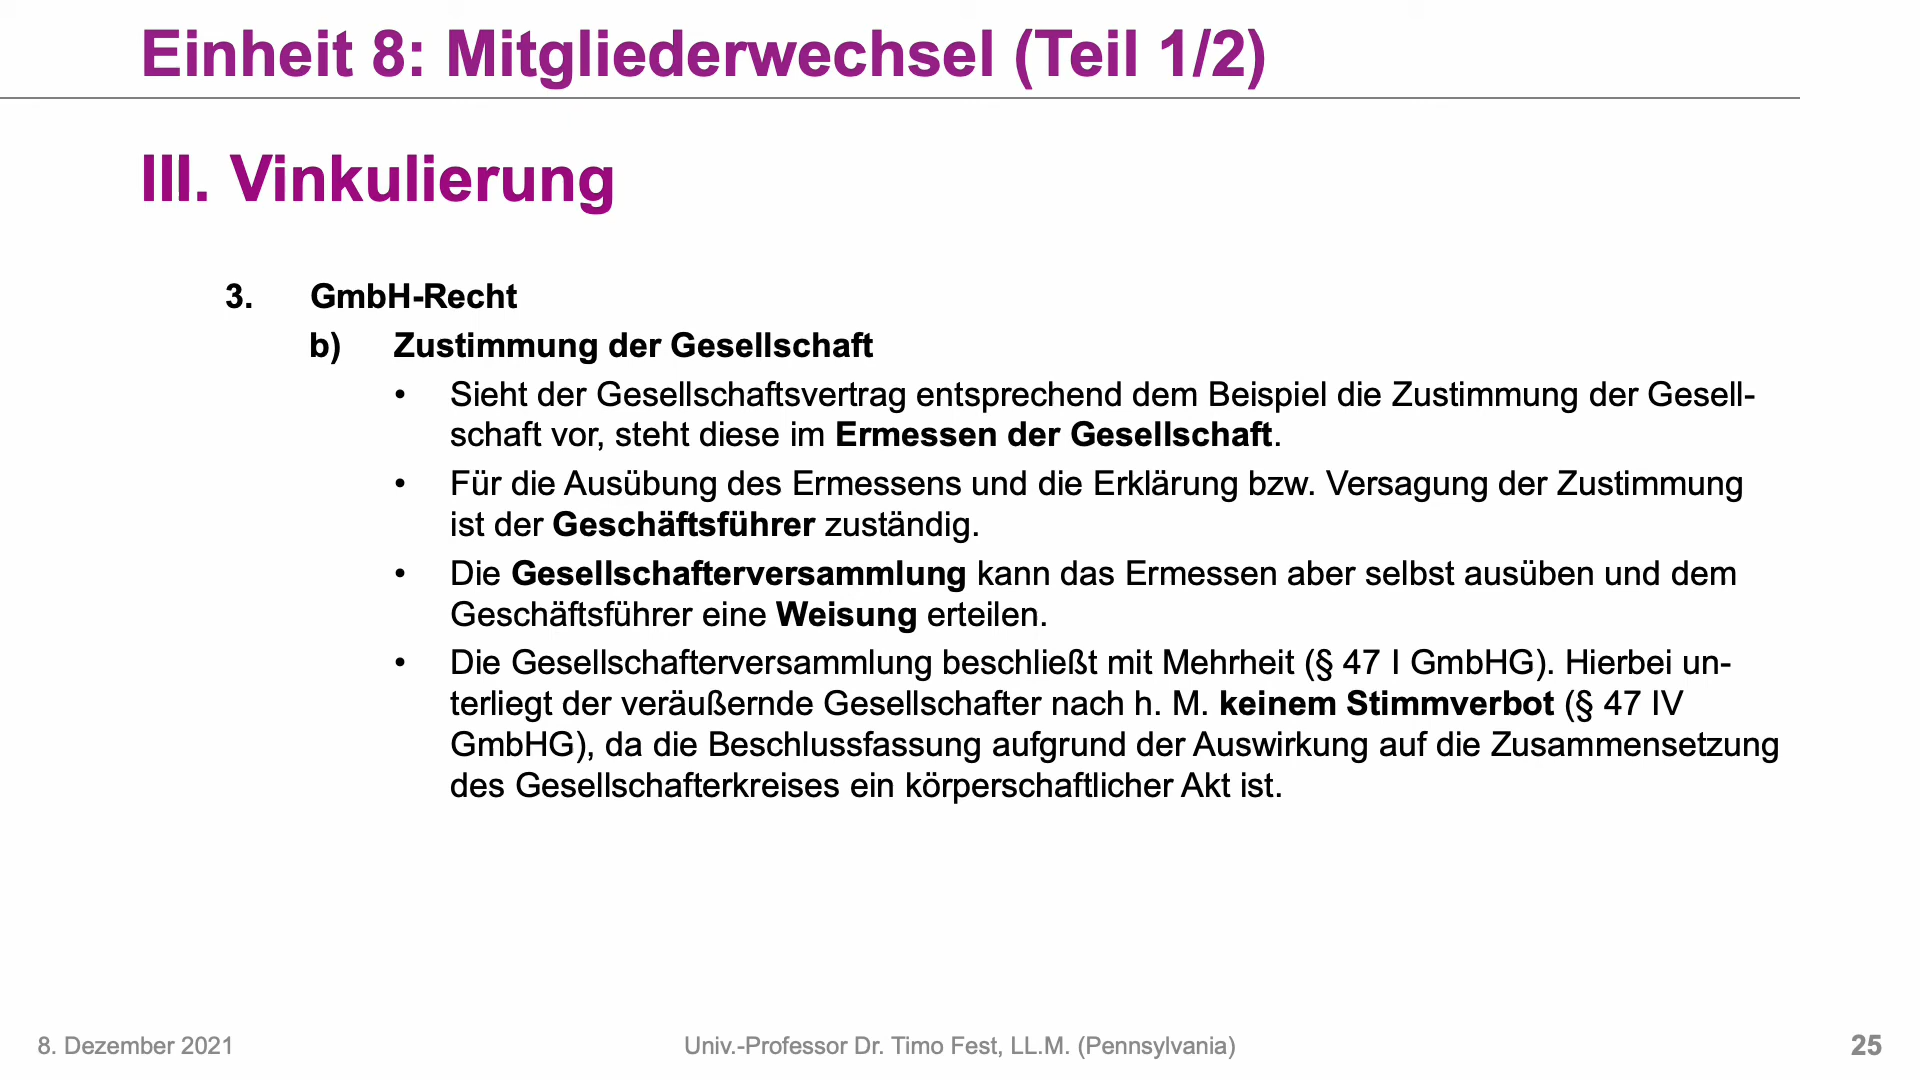 Einheit 8: Mitgliederwechsel (Teil 1/2)
III. Vinkulierung
3. GmbH-Recht
b) Zustimmung der Gesellschaft
• Sieht der Gesellschaftsvertrag entsprechend dem Beispiel die Zustimmung der Gesell-
schaft vor, steht diese im Ermessen der Gesellschaft.
• Für die Ausübung des Ermessens und die Erklärung bzw. Versagung der Zustimmung
ist der Geschäftsführer zuständig.
• Die Gesellschafterversammlung kann das Ermessen aber selbst ausüben und dem
Geschäftsführer eine Weisung erteilen.
• Die Gesellschafterversammlung beschließt mit Mehrheit (§ 47 I GmbHG). Hierbei un-
terliegt der veräußernde Gesellschafter nach h. M. keinem Stimmverbot (§ 47 IV
GmbHG), da die Beschlussfassung aufgrund der Auswirkung auf die Zusammensetzung
des Gesellschafterkreises ein körperschaftlicher Akt ist.
8. Dezember 2021
Univ.-Professor Dr. Timo Fest, LL.M. (Pennsylvania)
25